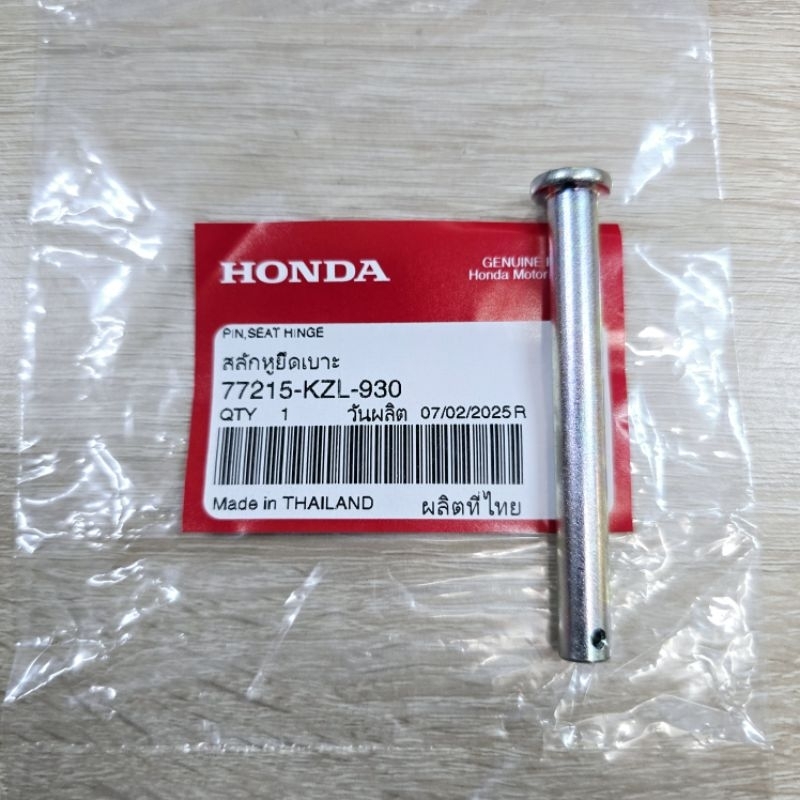 HONDA
GENUINE
Honda Motor
PIN,SEAT HINGE
สลักหูยึดเบาะ
77215-KZL-930
QTY 1 วันผลิต 07/02/2025R
Made in THAILAND ผลิตที่ไทย